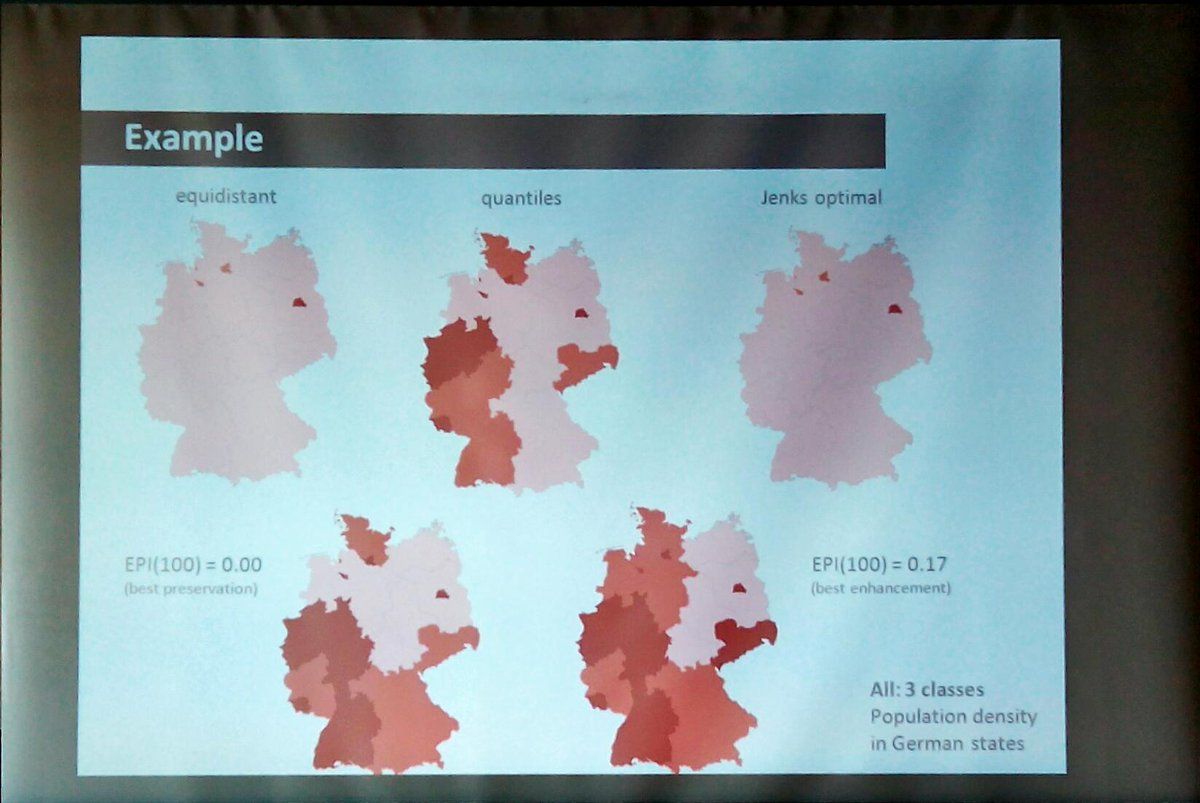 Example
equidistant
quantiles
Jenks optimal
EPI(100) = 0.00
(best preservation)
EPI(100) = 0.17
(best enhancement)
All: 3 classes
Population density
in German states